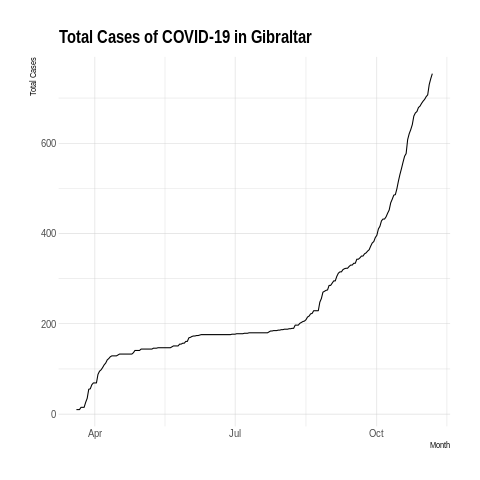 Total Cases of COVID-19 in Gibraltar
Total Cases
600
400
200
0
Apr Jul Oct
Month